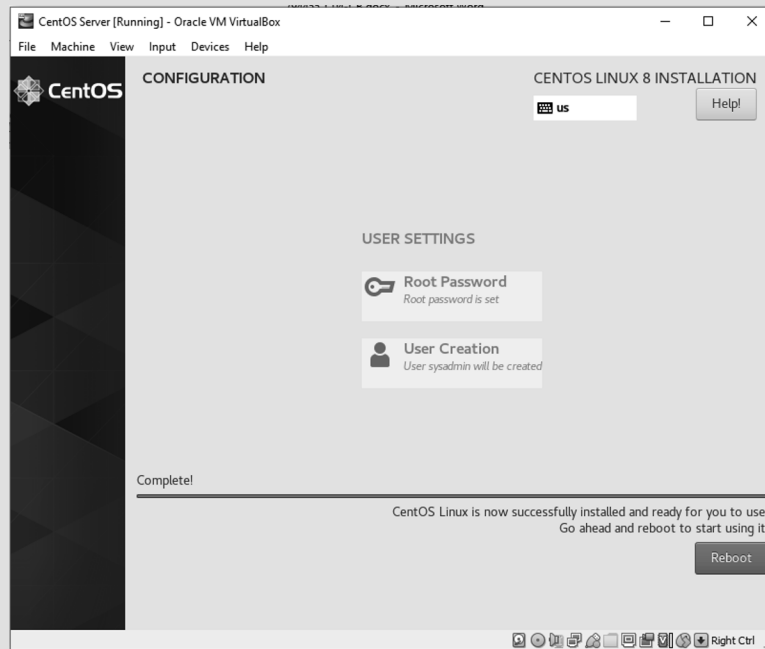 CentOS Server [Running] - Oracle VM VirtualBox
File Machine View Input Devices Help
CentOS
CONFIGURATION
CENTOS LINUX 8 INSTALLATION
us
Help!
USER SETTINGS
Root Password
Root password is set
User Creation
User sysadmin will be created
Complete!
CentOS Linux is now successfully installed and ready for you to use
Go ahead and reboot to start using it
Reboot
Right Ctrl